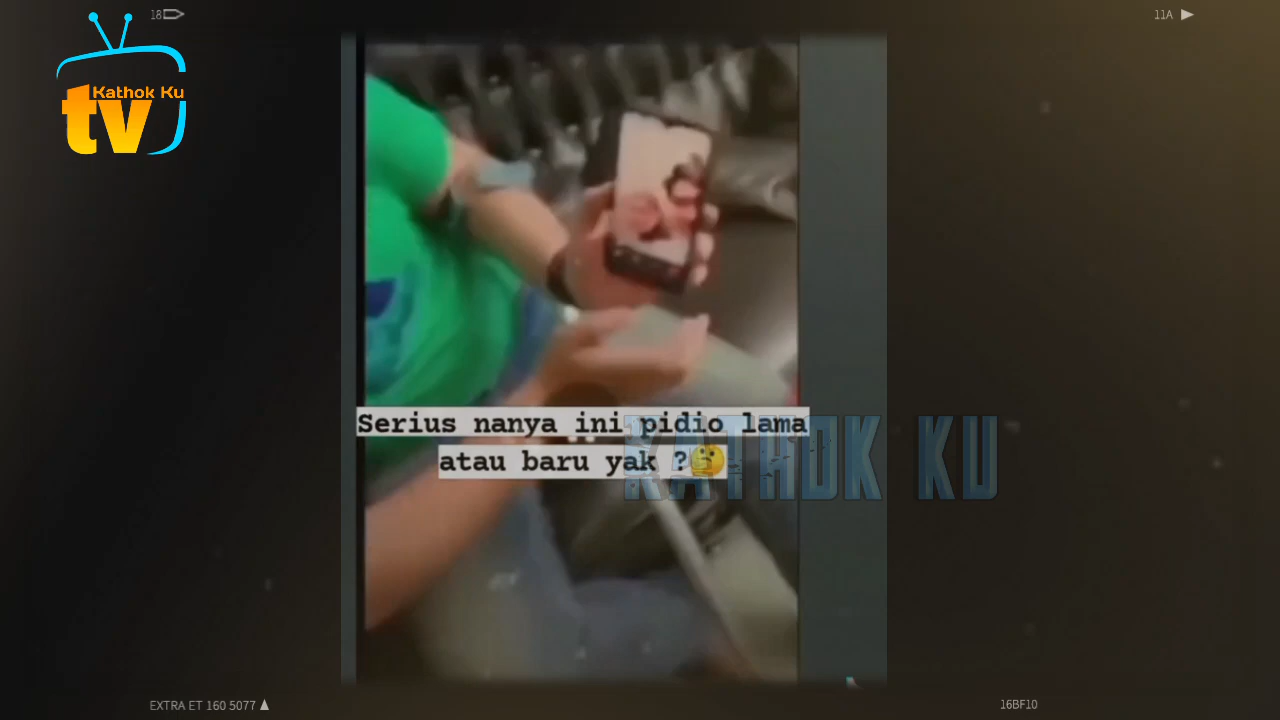 18
11A
Kathok Ku
tv
Serius nanya ini pidio lama
atau baru yak ?🤔
KATHOK KU
EXTRA ET 160 5077
16BF10